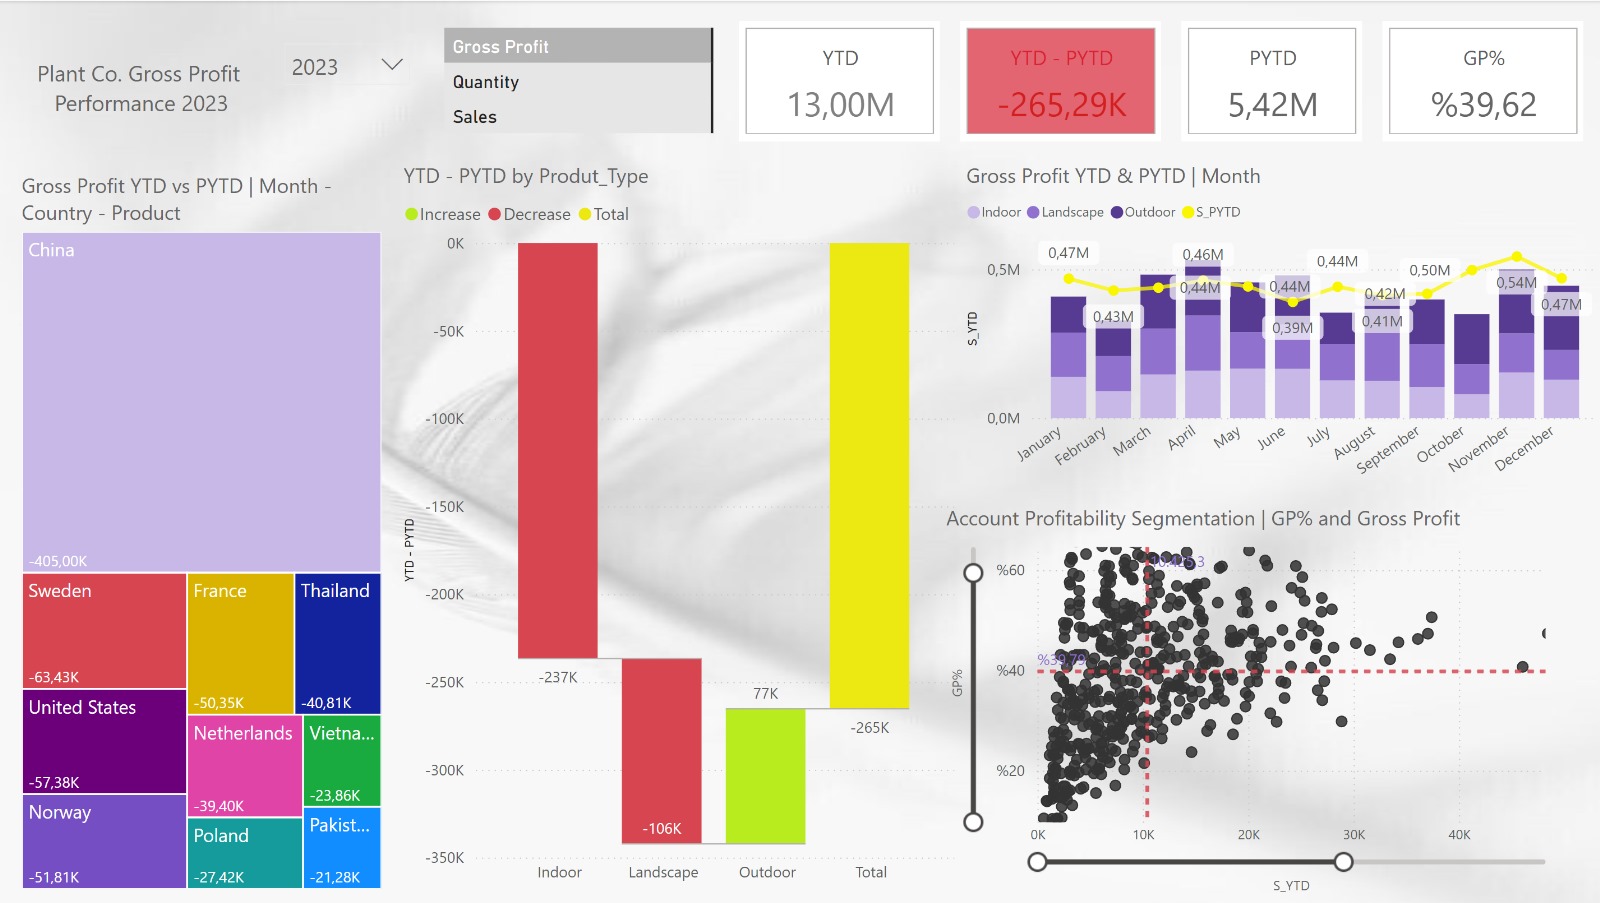 Plant Co. Gross Profit
Performance 2023
2023
Gross Profit
Quantity
Sales
YTD
13,00M
YTD - PYTD
-265,29K
PYTD
5,42M
GP%
%39,62
Gross Profit YTD vs PYTD | Month -
Country - Product
China
-405,00K
Sweden
-63,43K
United States
-57,38K
Norway
-51,81K
France
-50,35K
Thailand
-40,81K
Netherlands
-39,40K
Vietna...
-23,86K
Poland
-27,42K
Pakist...
-21,28K
YTD - PYTD by Produt_Type
Increase Decrease Total
YTD - PYTD
0K
-50K
-100K
-150K
-200K
-250K
-300K
-350K
-237K
-106K
77K
-265K
Indoor Landscape Outdoor Total
Gross Profit YTD & PYTD | Month
Indoor Landscape Outdoor S_PYTD
S_YTD
0,5M
0,0M
0,47M
0,43M
0,46M
0,44M
0,44M
0,39M
0,44M
0,42M
0,41M
0,50M
0,54M
0,47M
January February March April May June July August September October November December
Account Profitability Segmentation | GP% and Gross Profit
GP%
%60
%40
%20
%39,79
0K 10K 20K 30K 40K
S_YTD